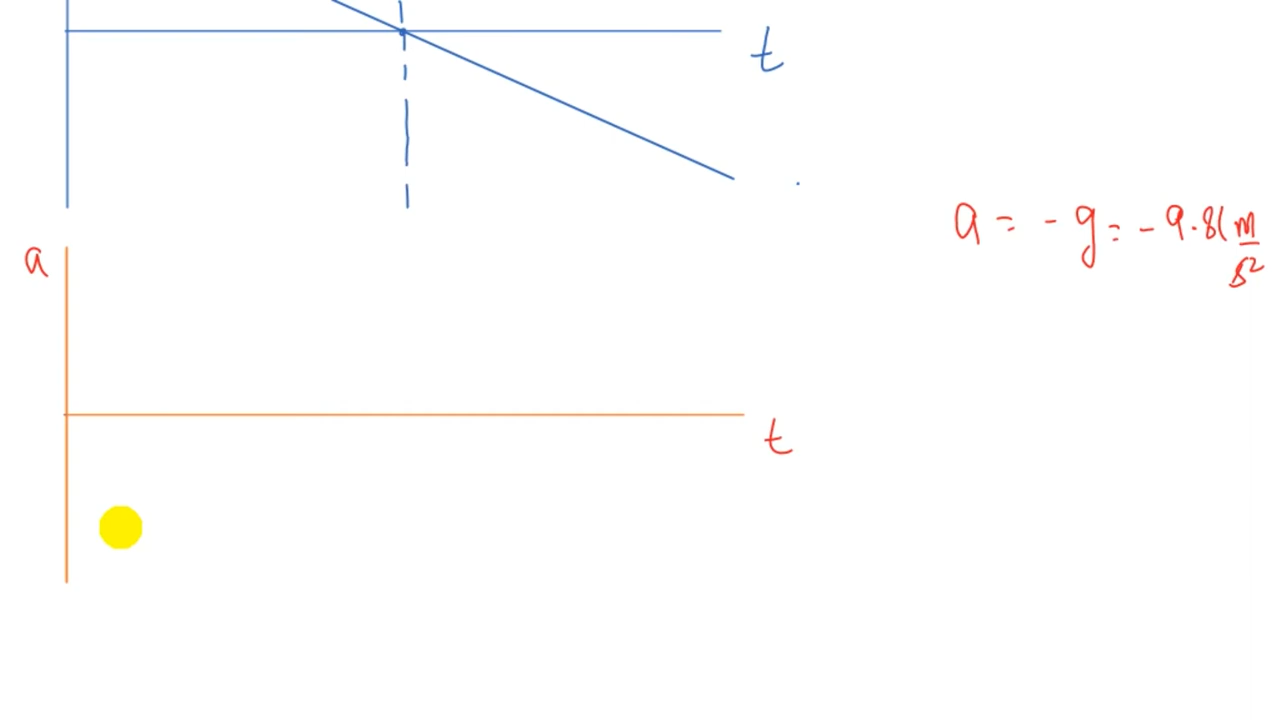 t
a = - g = - 9.81 m/s²
a
t